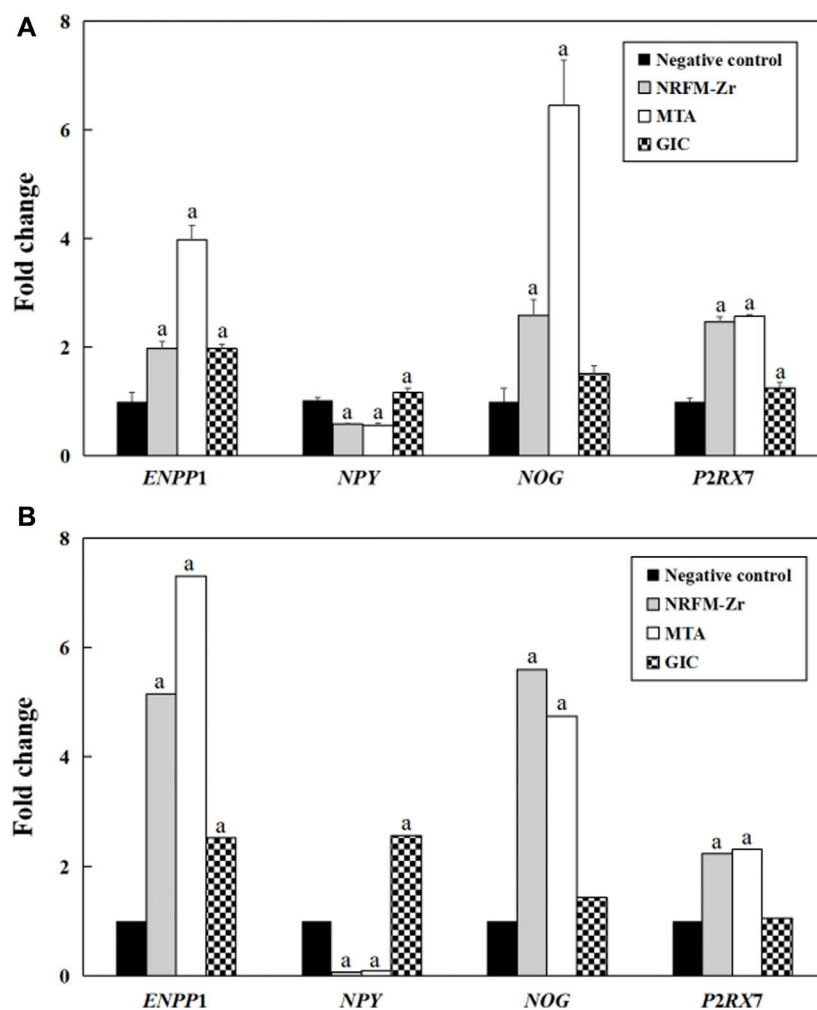 A
8
6
4
2
0
Fold change
Negative control
NRFM-Zr
MTA
GIC
a
a
a
a
a
a
a
a
a
a
a
ENPP1
NPY
NOG
P2RX7
B
8
6
4
2
0
Fold change
Negative control
NRFM-Zr
MTA
GIC
a
a
a
a
a
a
a
a
a
a
ENPP1
NPY
NOG
P2RX7